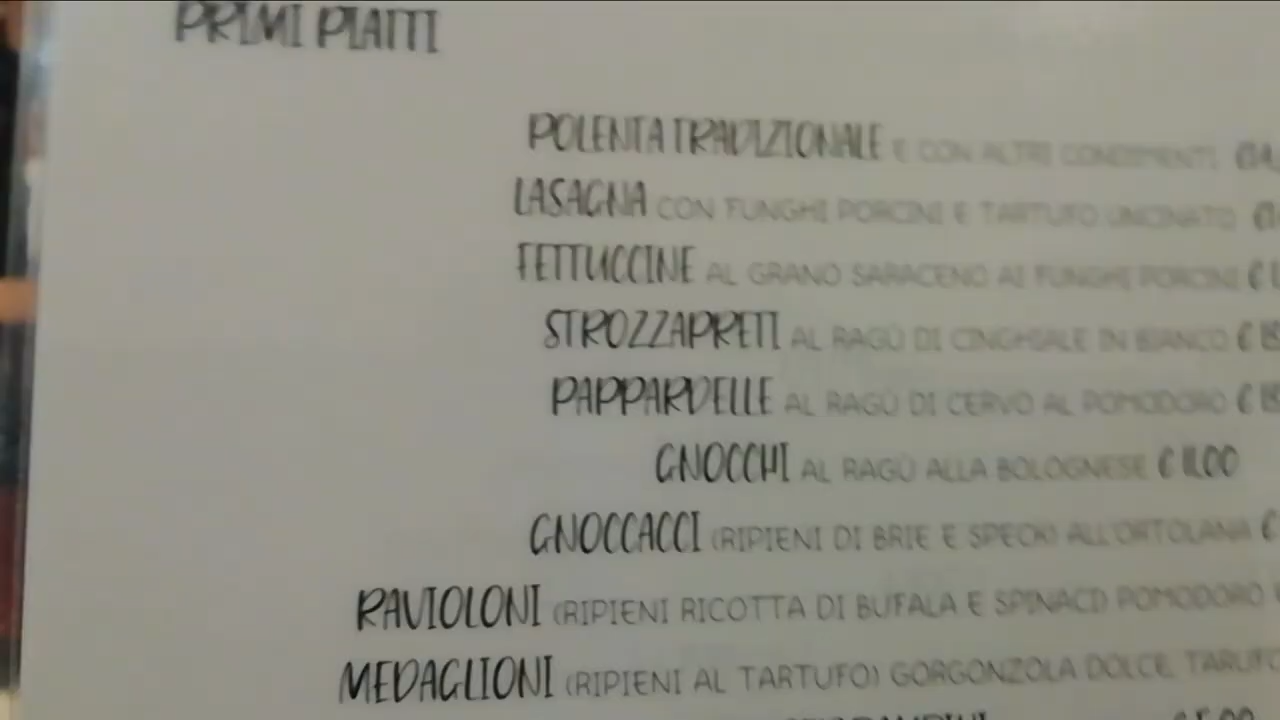 PRIMI PIATTI
POLENTA TRADIZIONALE E CON ALTRI CONDIMENTI
LASAGNA CON FUNGHI PORCINI E TARTUFO UNCINATO
FETTUCCINE AL GRANO SARACENO AI FUNGHI PORCINI €
STROZZAPRETI AL RAGÙ DI CINGHIALE IN BIANCO €
PAPPARDELLE AL RAGÙ DI CERVO AL POMODORO €
GNOCCHI AL RAGÙ ALLA BOLOGNESE € 11.00
GNOCCACCI (RIPIENI DI BRIE E SPECK) ALL'ORTOLANA €
RAVIOLONI (RIPIENI RICOTTA DI BUFALA E SPINACI) POMODORO
MEDAGLIONI (RIPIENI AL TARTUFO) GORGONZOLA DOLCE,